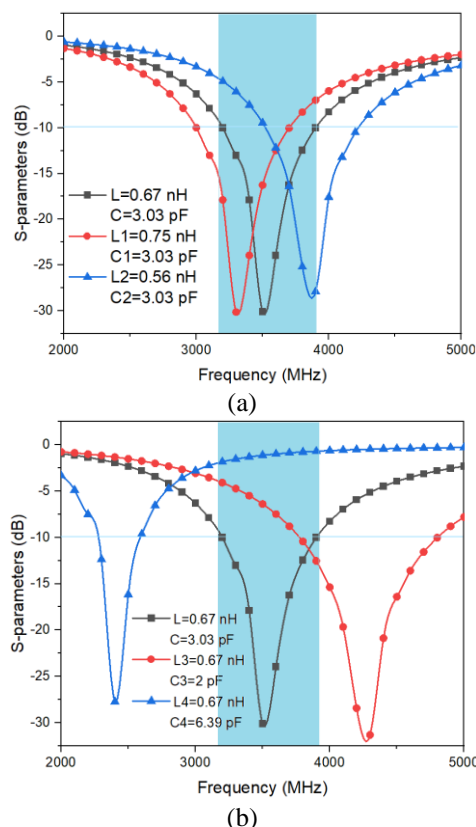 0
-5
-10
-15
-20
-25
-30
S-parameters (dB)
L=0.67 nH
C=3.03 pF
L1=0.75 nH
C1=3.03 pF
L2=0.56 nH
C2=3.03 pF
2000 3000 4000 5000
Frequency (MHz)
(a)
0
-5
-10
-15
-20
-25
-30
S-parameters (dB)
L=0.67 nH
C=3.03 pF
L3=0.67 nH
C3=2 pF
L4=0.67 nH
C4=6.39 pF
2000 3000 4000 5000
Frequency (MHz)
(b)